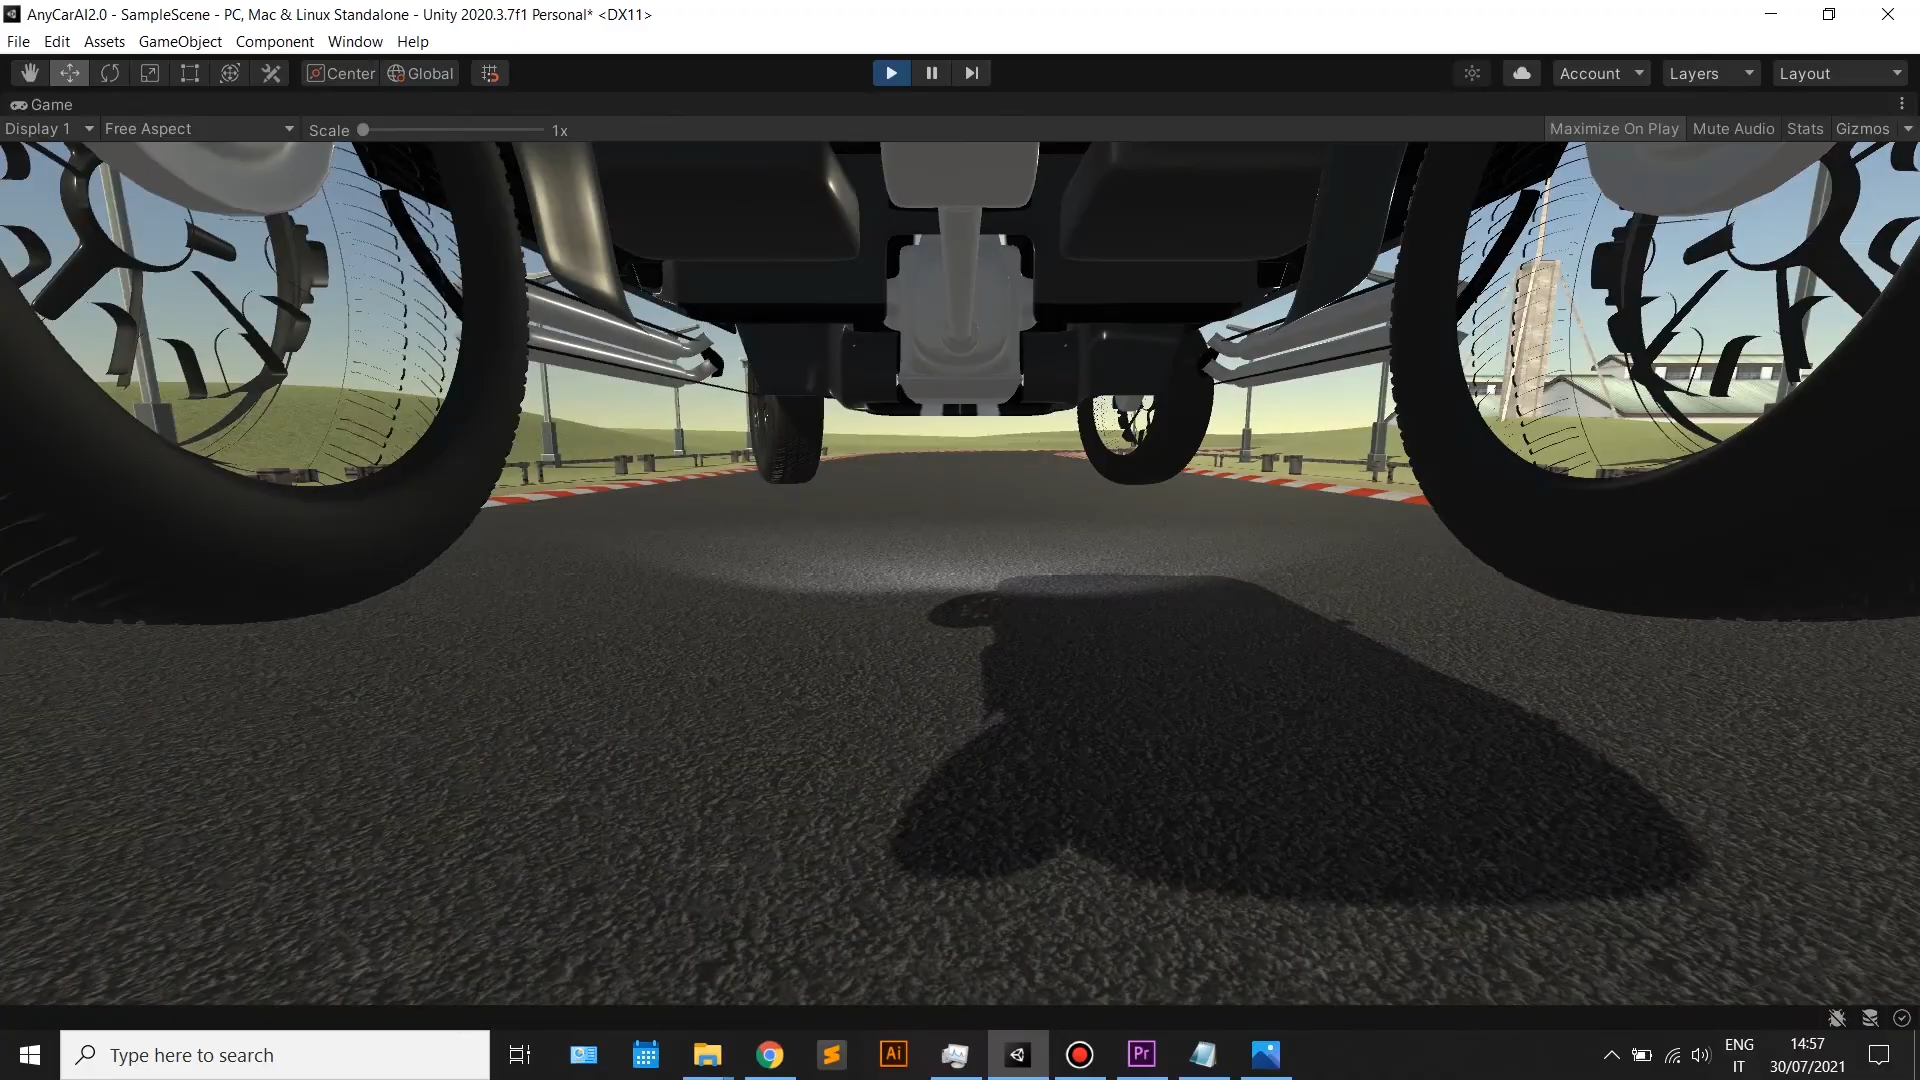 AnyCarAI2.0 - SampleScene - PC, Mac & Linux Standalone - Unity 2020.3.7f1 Personal* <DX11>
File Edit Assets GameObject Component Window Help
Center Global Account Layers Layout
Game
Display 1 Free Aspect Scale 1x Maximize On Play Mute Audio Stats Gizmos
Type here to search
Ai
Pr
ENG
IT
14:57
30/07/2021